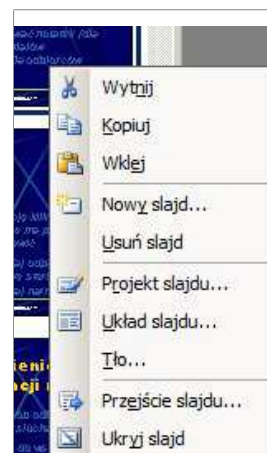 Wytnij
Kopiuj
Wklej
Nowy slajd...
Usuń slajd
Projekt slajdu...
Układ slajdu...
Tło...
Przejście slajdu...
Ukryj slajd